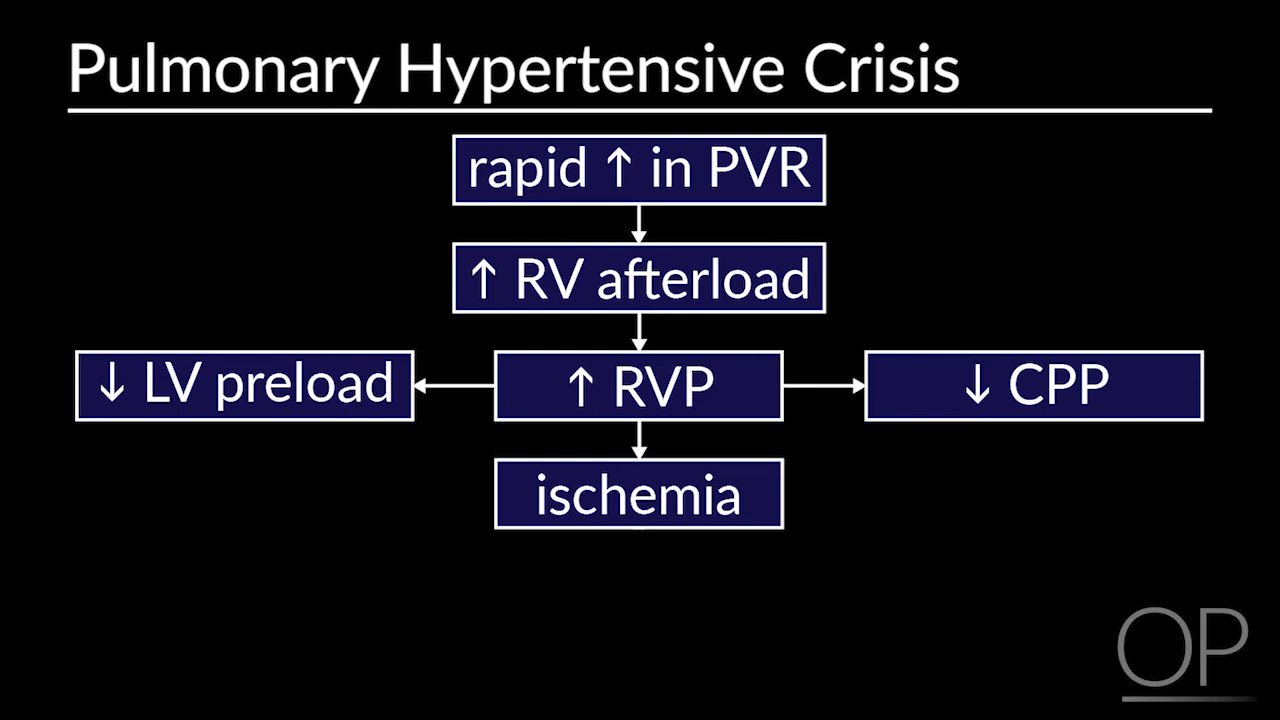 Pulmonary Hypertensive Crisis
rapid ↑ in PVR
↑ RV afterload
↓ LV preload
↑ RVP
↓ CPP
ischemia
OP